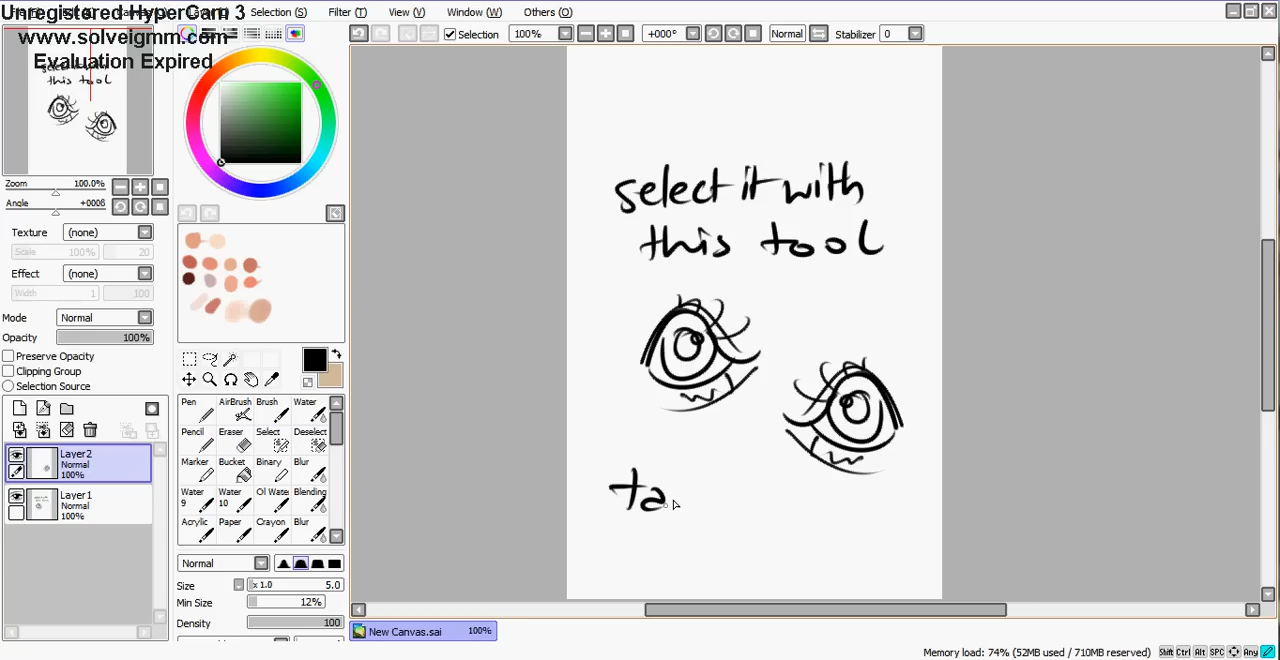 Unregistered HyperCam 3
www.solveigmm.com
Evaluation Expired
Selection (S)
Filter (T)
View (V)
Window (W)
Others (O)
Selection
100%
+000°
Normal
Stabilizer
0
select it with
this tool
ta
Zoom
100.0%
Angle
+000ß
Texture
(none)
Scale
100%
20
Effect
(none)
Width
1
100
Mode
Normal
Opacity
100%
Preserve Opacity
Clipping Group
Selection Source
Layer2
Normal
100%
Layer1
Normal
100%
Pen
AirBrush
Brush
Water
Pencil
Eraser
Select
Deselect
Marker
Bucket
Binary
Blur
Water 9
Water 10
Oil Water
Blending
Acrylic
Paper
Crayon
Blur
Normal
Size
x 1.0
5.0
Min Size
12%
Density
100
New Canvas.sai
100%
Memory load: 74% (52MB used / 710MB reserved)
Shift
Ctrl
Alt
SPC
Any